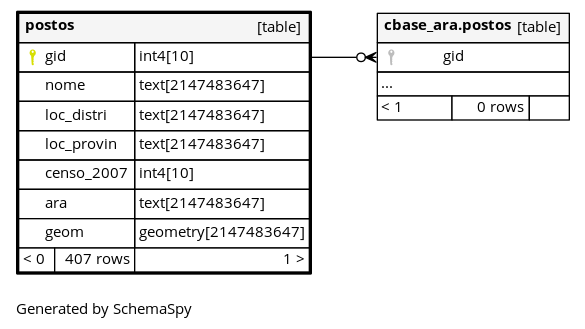 postos [table]
gid int4[10]
nome text[2147483647]
loc_distri text[2147483647]
loc_provin text[2147483647]
censo_2007 int4[10]
ara text[2147483647]
geom geometry[2147483647]
< 0 407 rows 1 >
cbase_ara.postos [table]
gid
...
< 1 0 rows
Generated by SchemaSpy